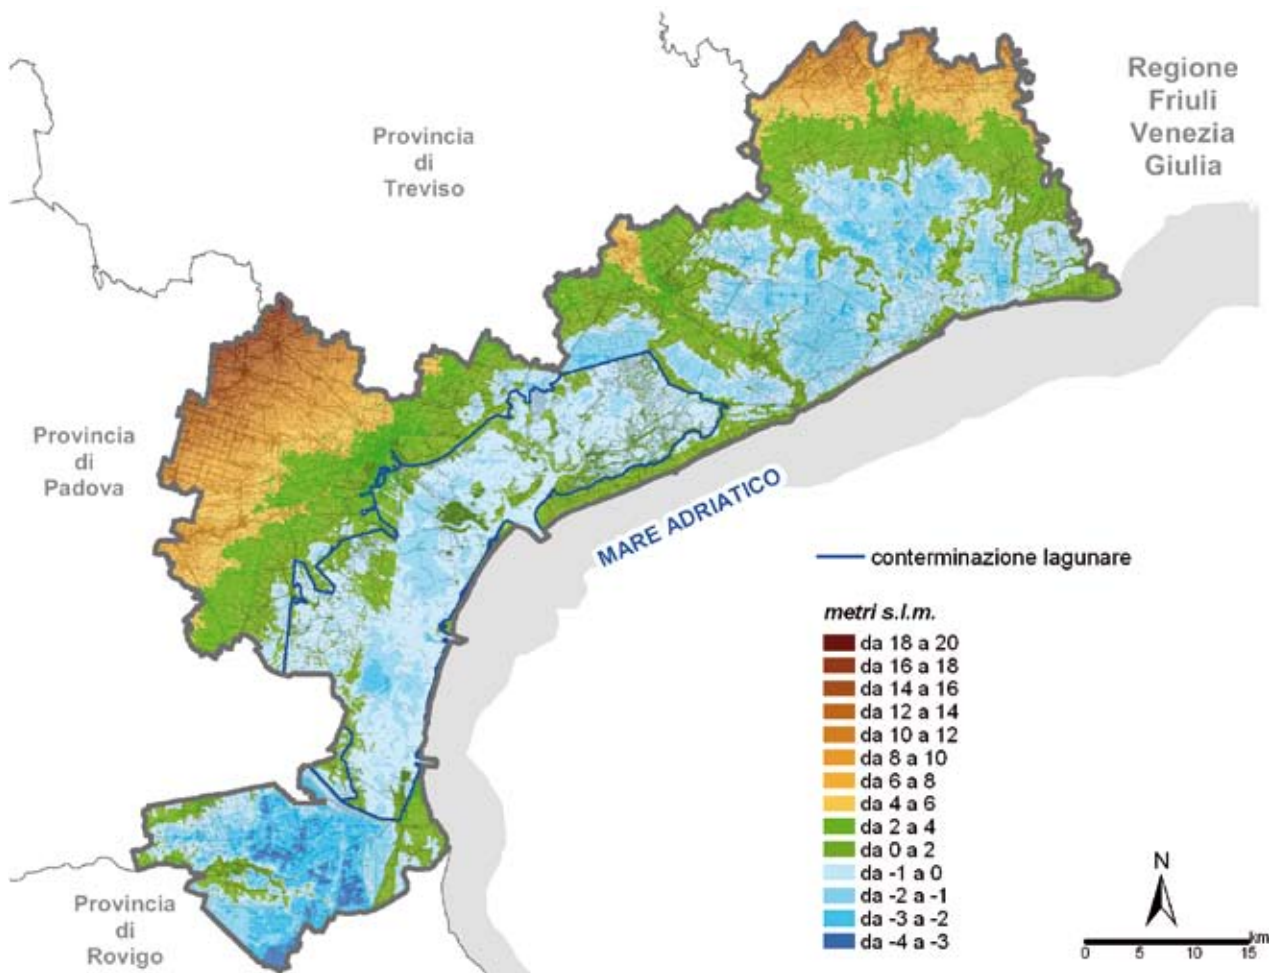 Regione
Friuli
Venezia
Giulia
Provincia
di
Treviso
Provincia
di
Padova
MARE ADRIATICO
conterminazione lagunare
metri s.l.m.
da 18 a 20
da 16 a 18
da 14 a 16
da 12 a 14
da 10 a 12
da 8 a 10
da 6 a 8
da 4 a 6
da 2 a 4
da 0 a 2
da -1 a 0
da -2 a -1
da -3 a -2
da -4 a -3
Provincia
di
Rovigo
N
km
0 5 10 15